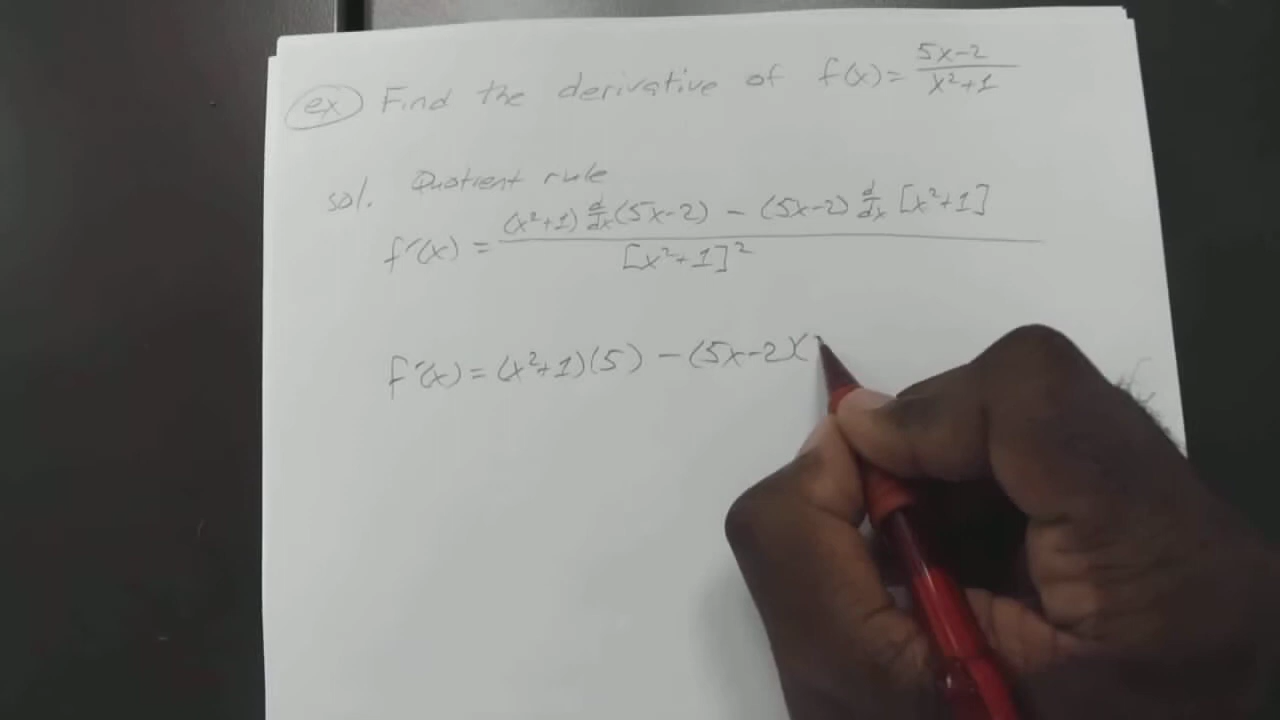 ex Find the derivative of f(x) = (5x-2)/(x²+1)
sol. Quotient rule
f'(x) = ((x²+1) d/dx (5x-2) - (5x-2) d/dx [x²+1])/([x²+1]²)
f'(x) = (x²+1)(5) - (5x-2)(